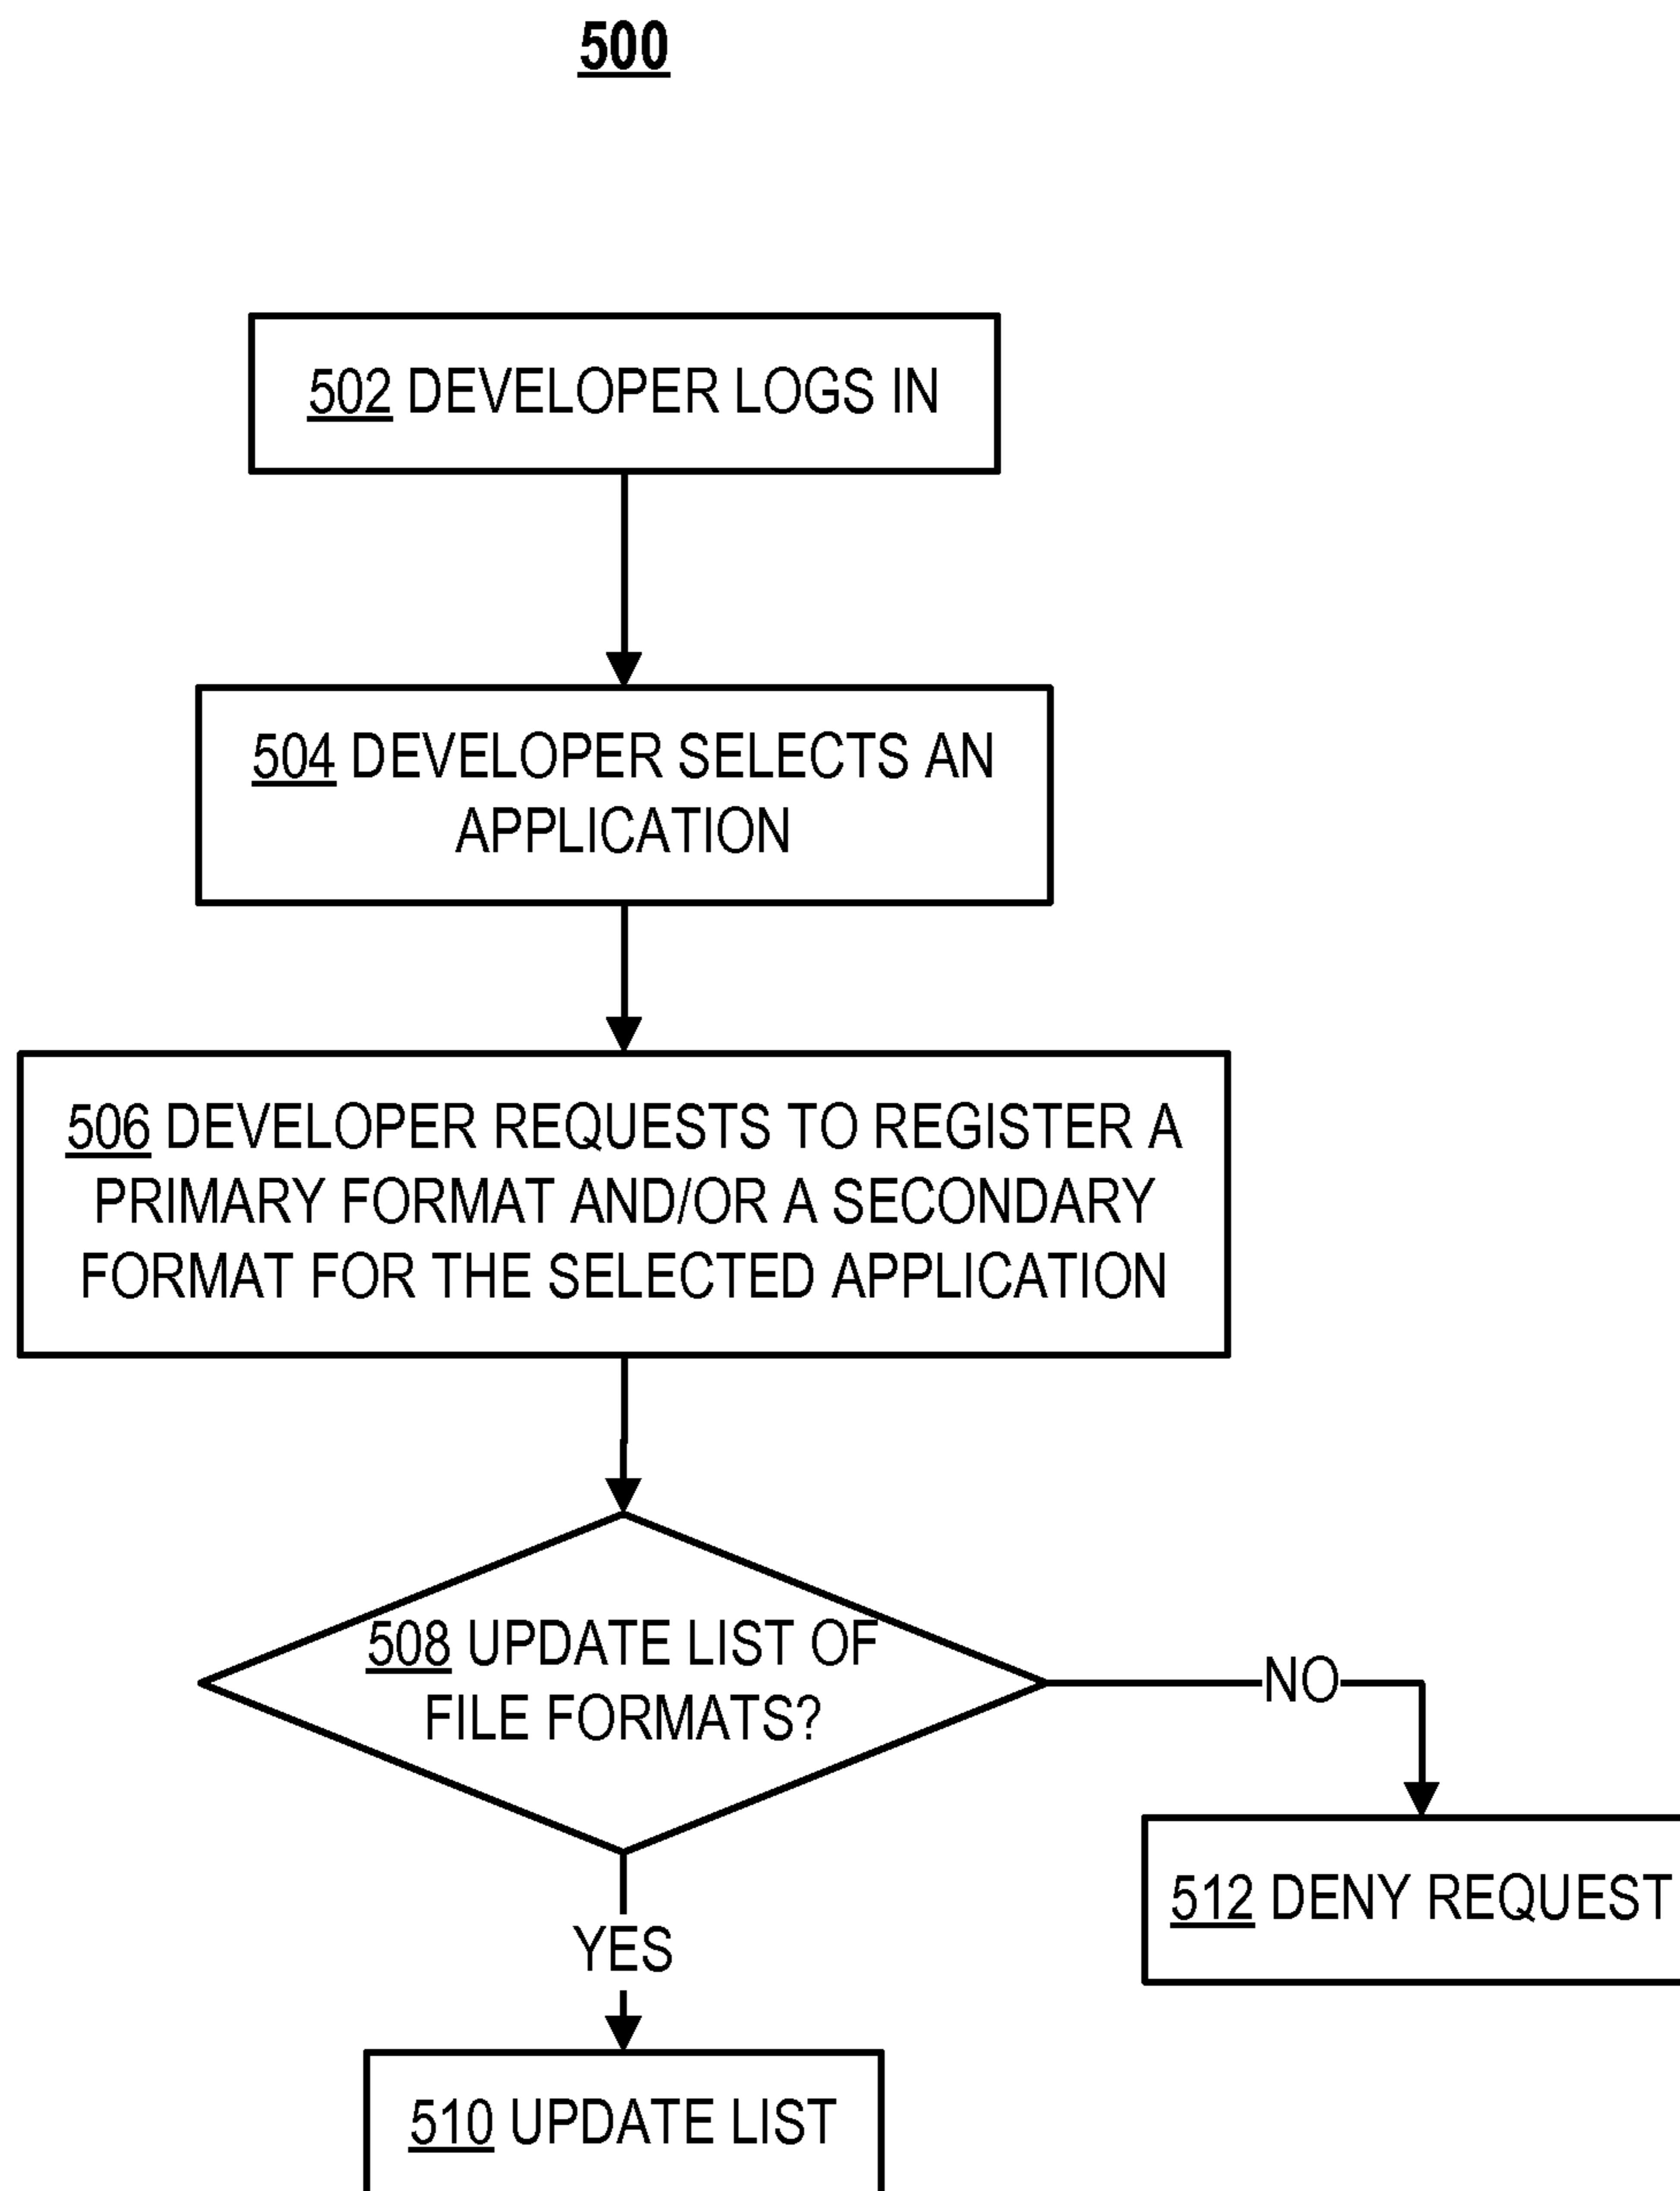 500
502 DEVELOPER LOGS IN
504 DEVELOPER SELECTS AN
APPLICATION
506 DEVELOPER REQUESTS TO REGISTER A
PRIMARY FORMAT AND/OR A SECONDARY
FORMAT FOR THE SELECTED APPLICATION
508 UPDATE LIST OF
FILE FORMATS?
NO
512 DENY REQUEST
YES
510 UPDATE LIST